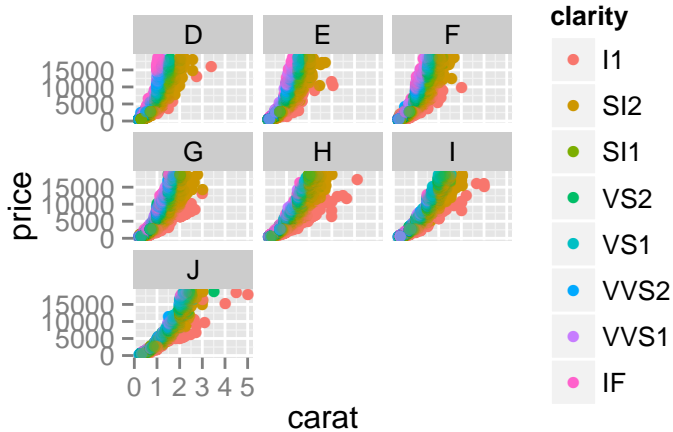 clarity
D E F
15000
10000
5000
0
G H I
15000
10000
5000
0
J
15000
10000
5000
0
0 1 2 3 4 5
price
carat
I1
SI2
SI1
VS2
VS1
VVS2
VVS1
IF